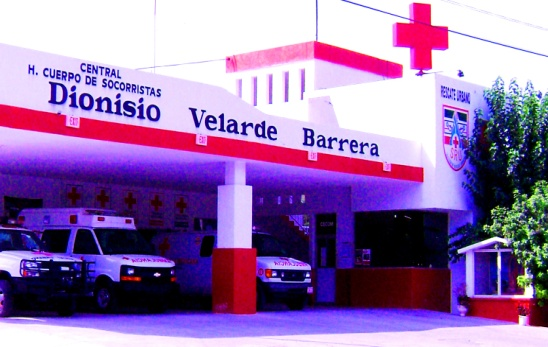 CENTRAL
H. CUERPO DE SOCORRISTAS
Dionisio Velarde Barrera
RESCATE URBANO